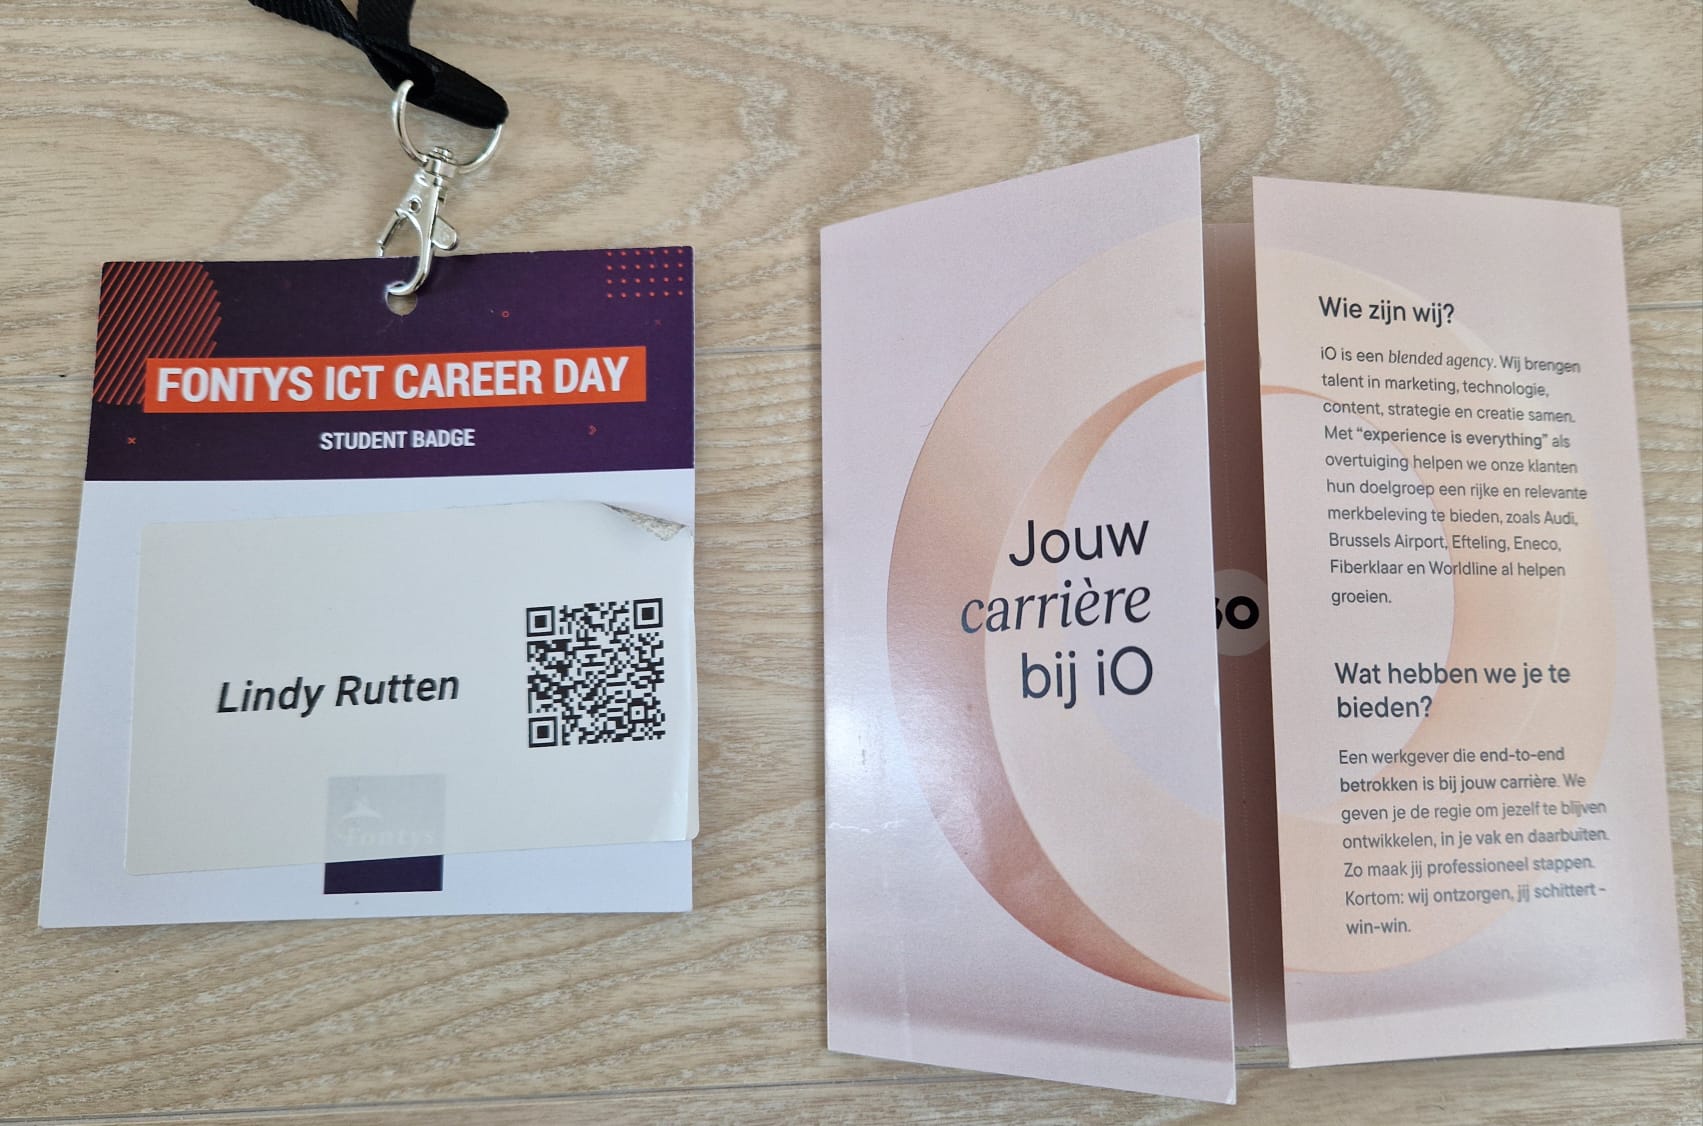 FONTYS ICT CAREER DAY
STUDENT BADGE
Lindy Rutten
Fontys
Jouw
carrière
bij iO
Wie zijn wij?
iO is een blended agency. Wij brengen
talent in marketing, technologie,
content, strategie en creatie samen.
Met “experience is everything” als
overtuiging helpen we onze klanten
hun doelgroep een rijke en relevante
merkbeleving te bieden, zoals Audi,
Brussels Airport, Efteling, Eneco,
Fiberklaar en Worldline al helpen
groeien.
Wat hebben we je te
bieden?
Een werkgever die end-to-end
betrokken is bij jouw carrière. We
geven je de regie om jezelf te blijven
ontwikkelen, in je vak en daarbuiten.
Zo maak jij professioneel stappen.
Kortom: wij ontzorgen, jij schittert -
win-win.